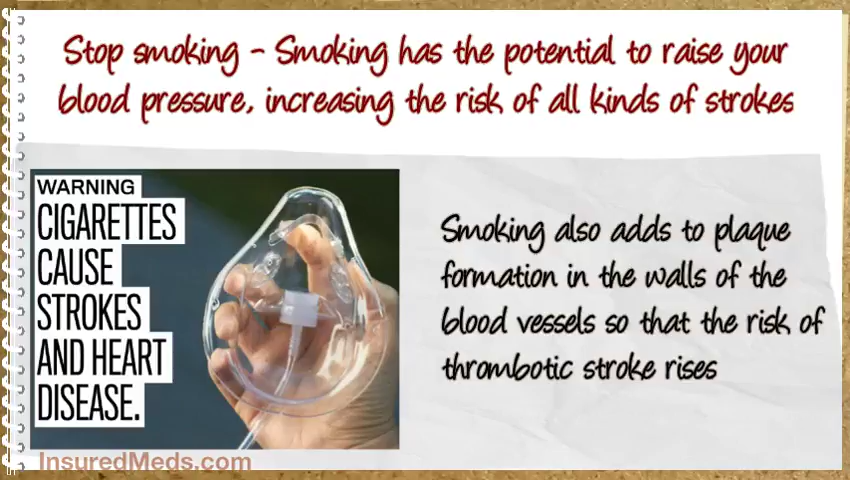 Stop smoking - Smoking has the potential to raise your
blood pressure, increasing the risk of all kinds of strokes
WARNING
CIGARETTES
CAUSE
STROKES
AND HEART
DISEASE.
Smoking also adds to plaque
formation in the walls of the
blood vessels so that the risk of
thrombotic stroke rises
InsuredMeds.com